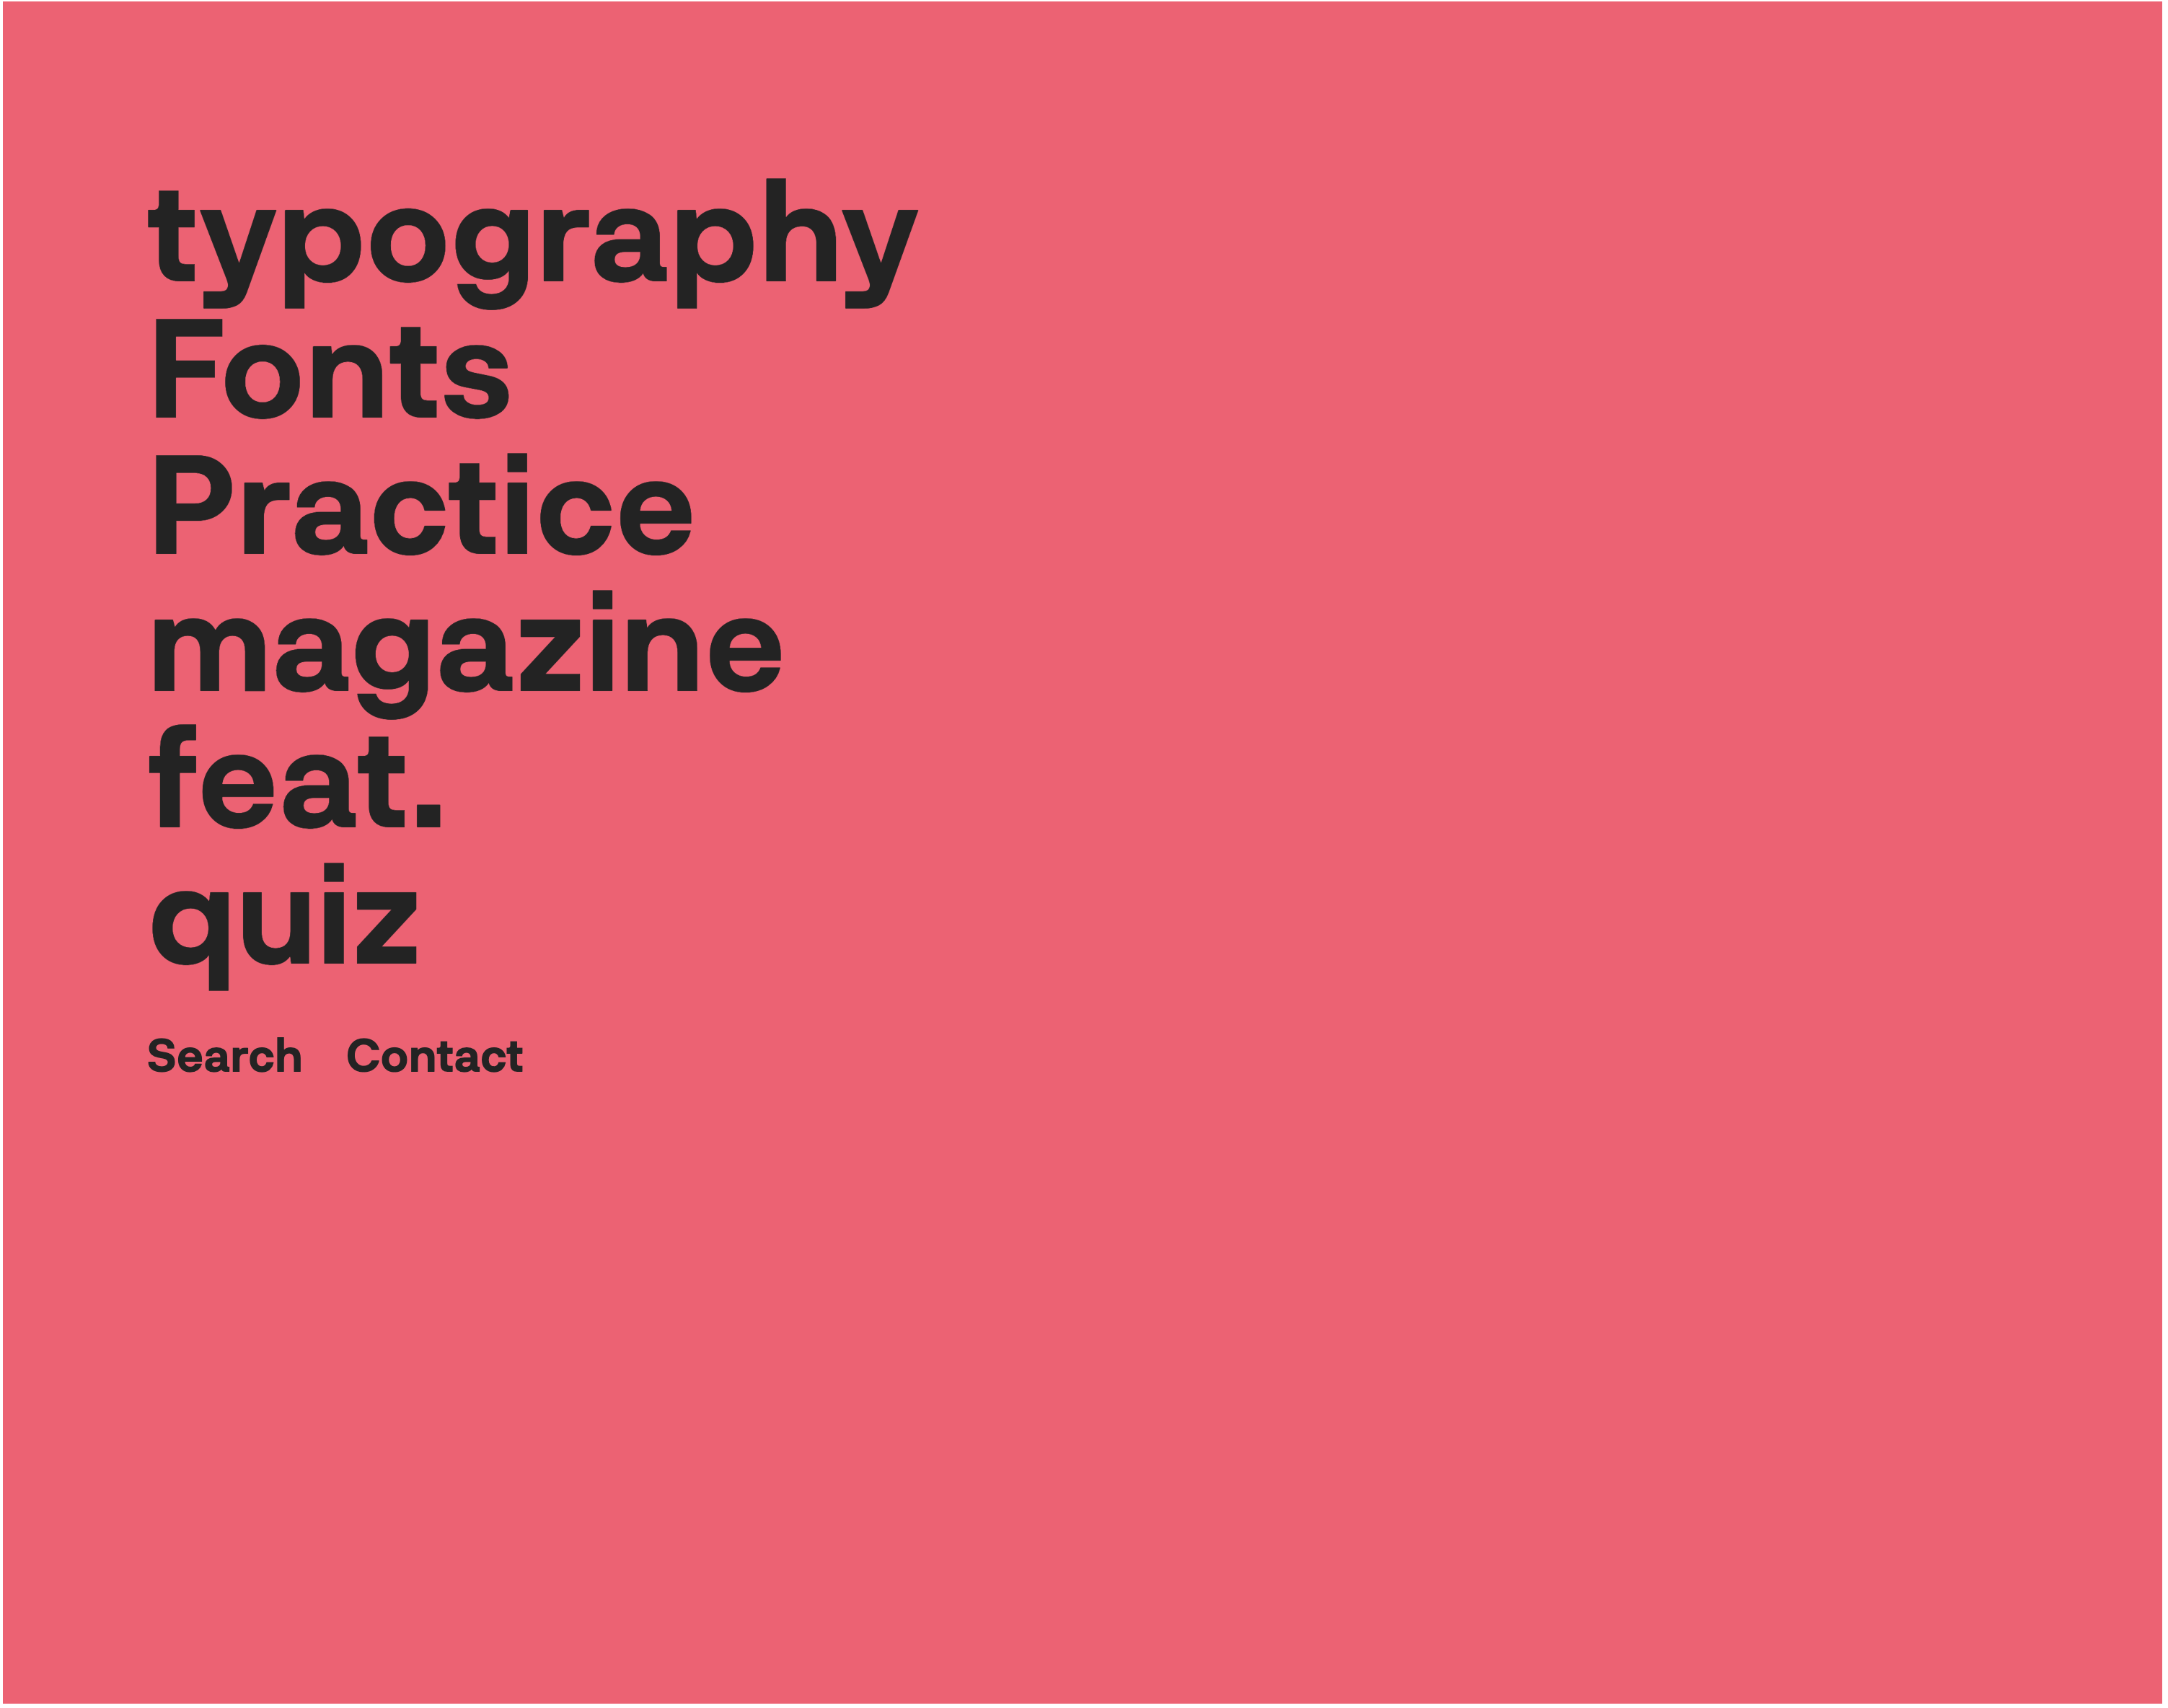 typography
Fonts
Practice
magazine
feat.
quiz
Search Contact